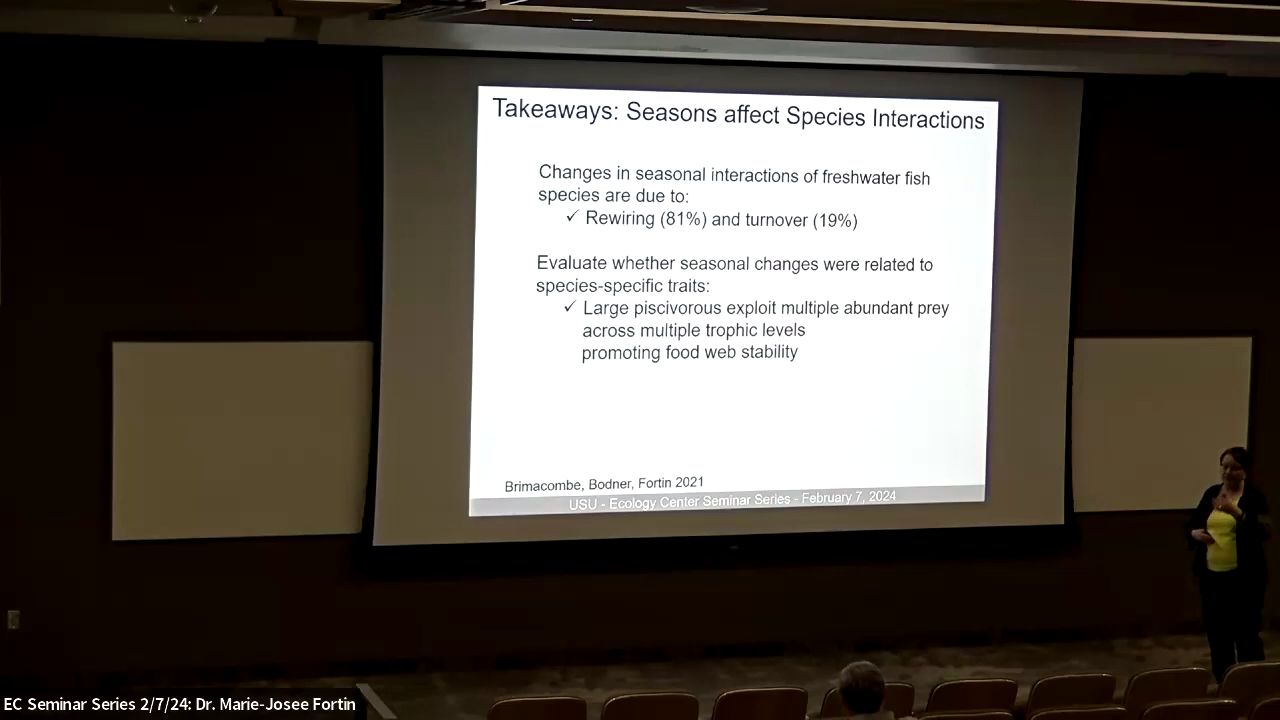 Takeaways: Seasons affect Species Interactions
Changes in seasonal interactions of freshwater fish
species are due to:
✓ Rewiring (81%) and turnover (19%)
Evaluate whether seasonal changes were related to
species-specific traits:
✓ Large piscivorous exploit multiple abundant prey
across multiple trophic levels
promoting food web stability
Brimacombe, Bodner, Fortin 2021
USU - Ecology Center Seminar Series - February 7, 2024
EC Seminar Series 2/7/24: Dr. Marie-Josee Fortin